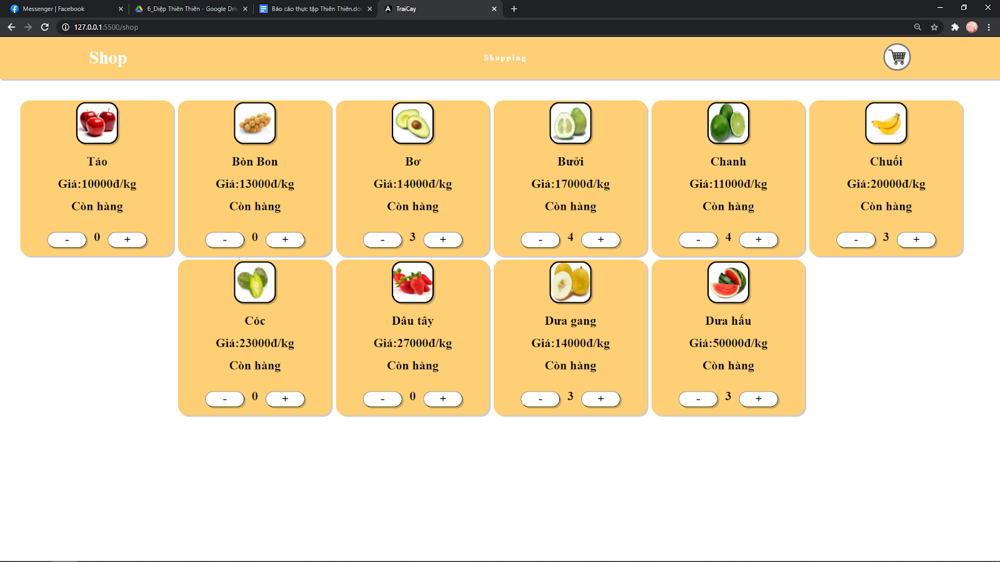 Messenger | Facebook
6_Diệp Thiên Thiên - Google Driv
Báo cáo thực tập Thiên Thiên.doc
TraiCay
127.0.0.1:5500/shop
Shop
Shopping
Táo
Giá:10000đ/kg
Còn hàng
- 0 +
Bòn Bon
Giá:13000đ/kg
Còn hàng
- 0 +
Bơ
Giá:14000đ/kg
Còn hàng
- 3 +
Bưởi
Giá:17000đ/kg
Còn hàng
- 4 +
Chanh
Giá:11000đ/kg
Còn hàng
- 4 +
Chuối
Giá:20000đ/kg
Còn hàng
- 3 +
Cóc
Giá:23000đ/kg
Còn hàng
- 0 +
Dâu tây
Giá:27000đ/kg
Còn hàng
- 0 +
Dưa gang
Giá:14000đ/kg
Còn hàng
- 3 +
Dưa hấu
Giá:50000đ/kg
Còn hàng
- 3 +